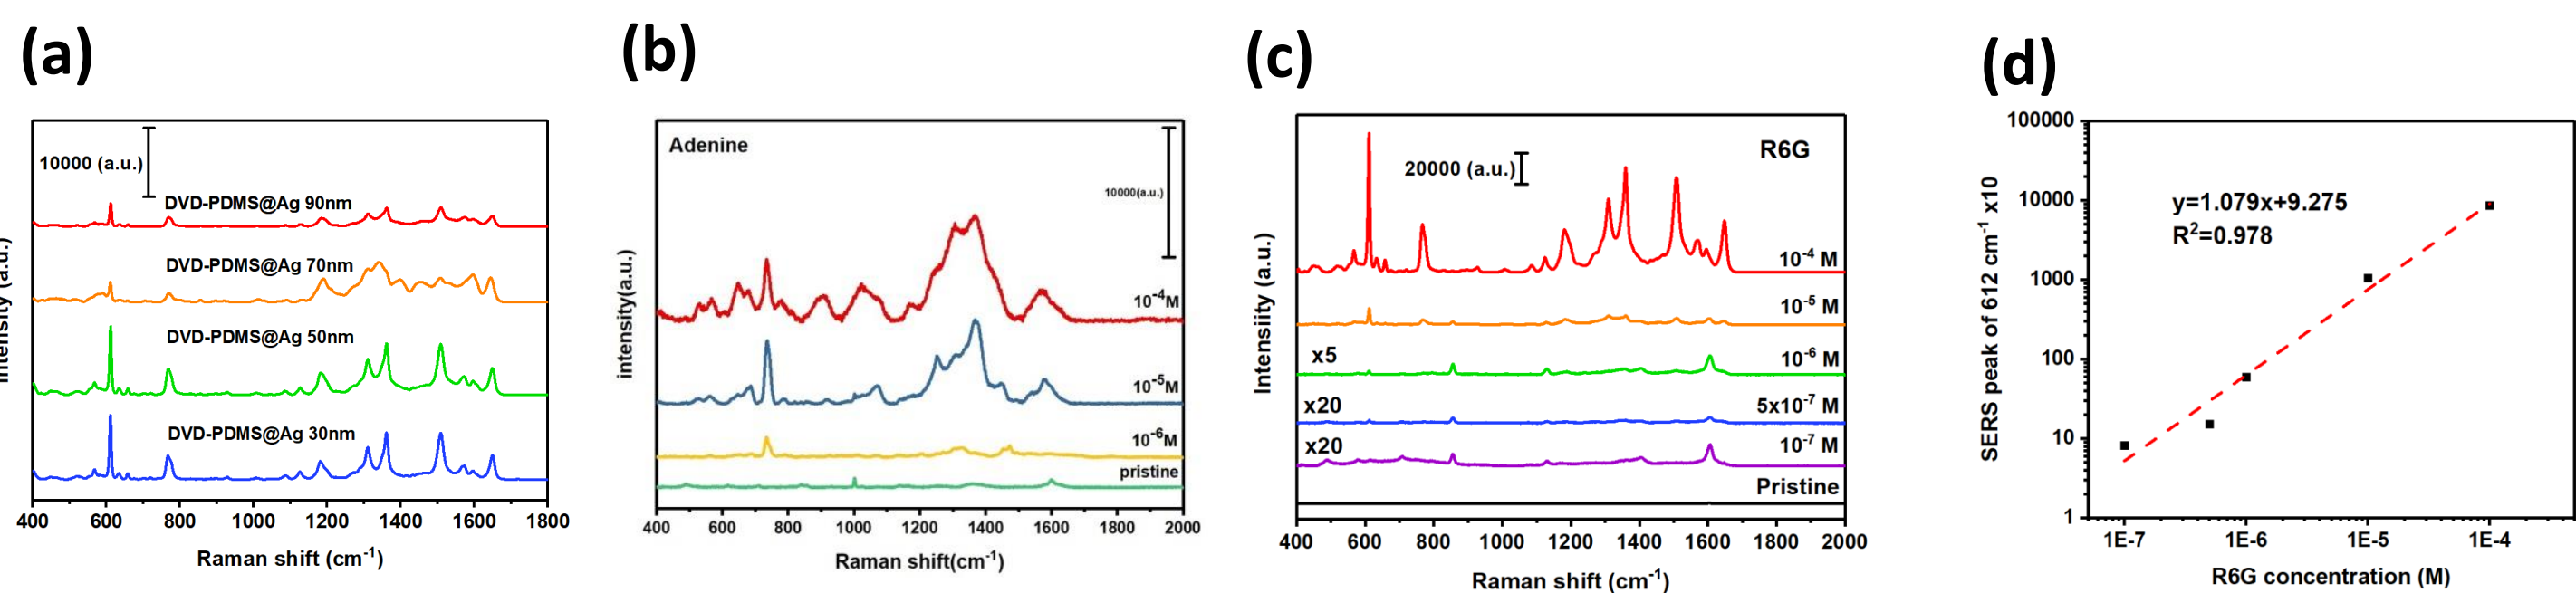 (a)
10000 (a.u.)
DVD-PDMS@Ag 90nm
DVD-PDMS@Ag 70nm
DVD-PDMS@Ag 50nm
DVD-PDMS@Ag 30nm
400 600 800 1000 1200 1400 1600 1800
Raman shift (cm⁻¹)
(a.u.)
(b)
Adenine
10000(a.u.)
10⁻⁴M
10⁻⁵M
10⁻⁶M
pristine
intensity(a.u.)
400 600 800 1000 1200 1400 1600 1800 2000
Raman shift(cm⁻¹)
(c)
R6G
20000 (a.u.)
10⁻⁴ M
10⁻⁵ M
x5 10⁻⁶ M
x20 5x10⁻⁷ M
x20 10⁻⁷ M
Pristine
Intensiity (a.u.)
400 600 800 1000 1200 1400 1600 1800 2000
Raman shift (cm⁻¹)
(d)
100000
10000
1000
100
10
1
y=1.079x+9.275
R²=0.978
SERS peak of 612 cm⁻¹ x10
1E-7 1E-6 1E-5 1E-4
R6G concentration (M)